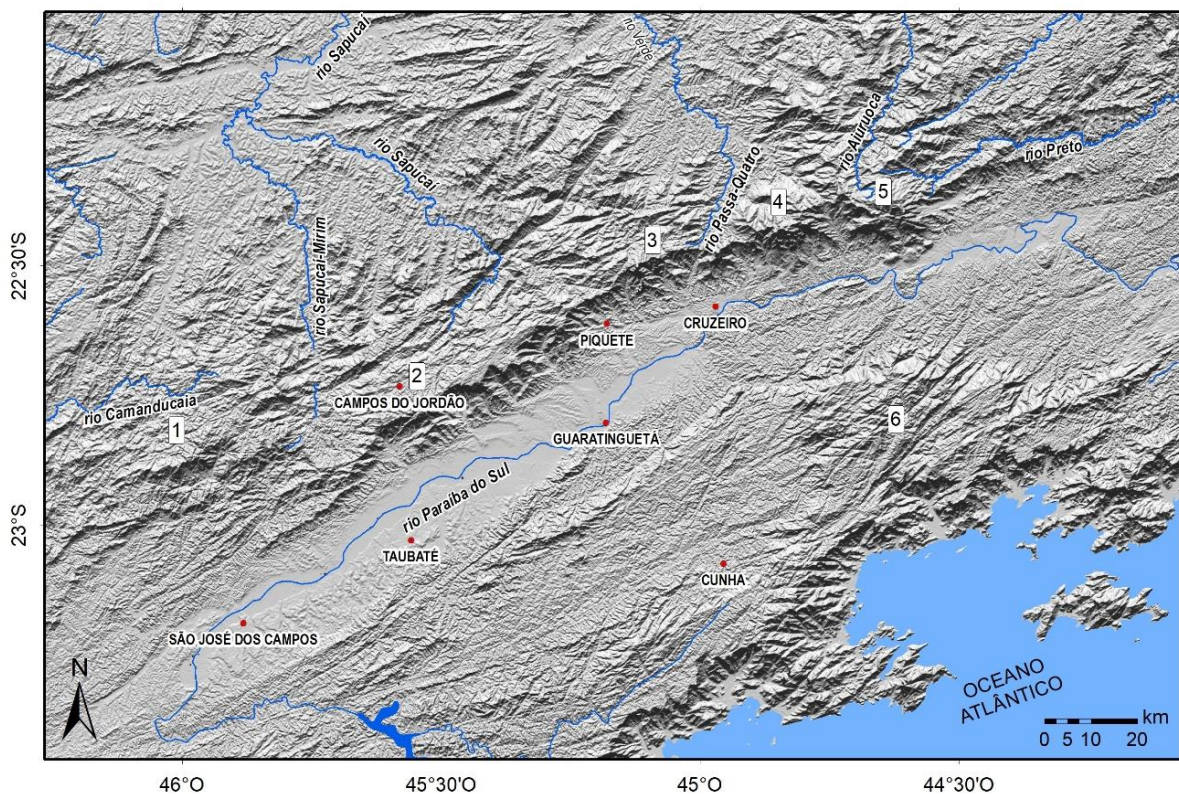 rio Sapucaí
rio Verde
rio Sapucaí
rio Aiuruoca
rio Preto
rio Passa-Quatro
5
4
3
22°30'S
rio Sapucaí-Mirim
CRUZEIRO
PIQUETE
2
CAMPOS DO JORDÃO
rio Camanducaia
1
6
GUARATINGUETÁ
rio Paraíba do Sul
23°S
TAUBATÉ
CUNHA
SÃO JOSÉ DOS CAMPOS
N
OCEANO
ATLÂNTICO
km
0 5 10 20
46°O
45°30'O
45°O
44°30'O